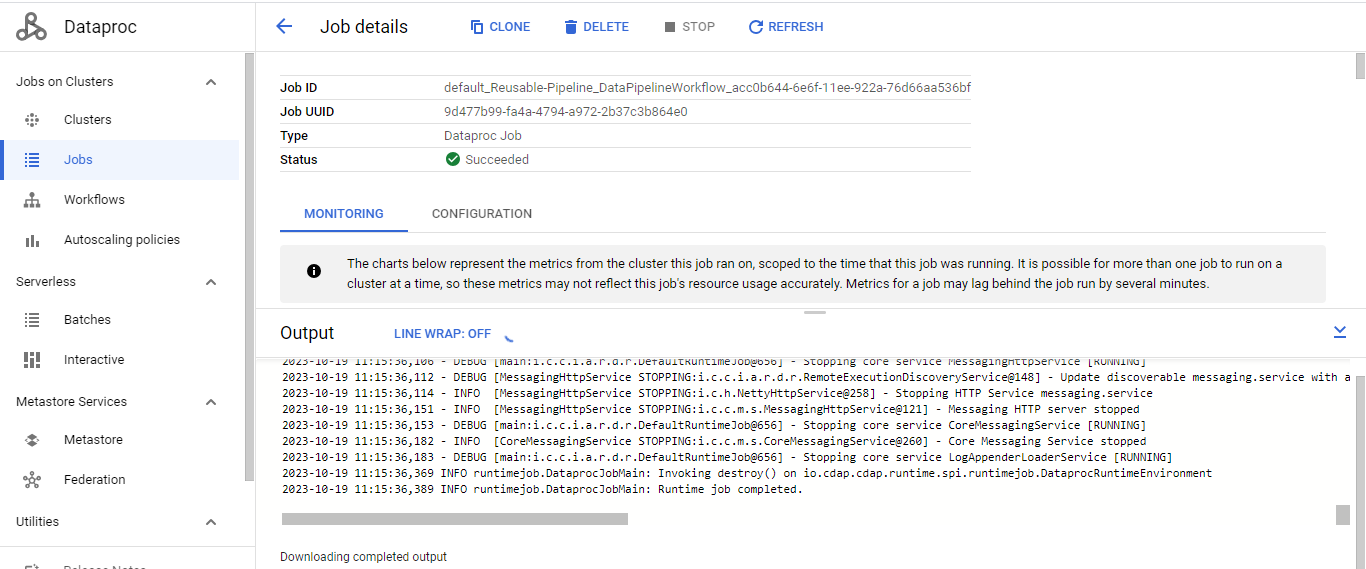 Dataproc
Job details
CLONE
DELETE
STOP
REFRESH
Jobs on Clusters
Clusters
Jobs
Workflows
Autoscaling policies
Serverless
Batches
Interactive
Metastore Services
Metastore
Federation
Utilities
Release Notes
Job ID default_Reusable-Pipeline_DataPipelineWorkflow_acc0b644-6e6f-11ee-922a-76d66aa536bf
Job UUID 9d477b99-fa4a-4794-a972-2b37c3b864e0
Type Dataproc Job
Status Succeeded
MONITORING CONFIGURATION
The charts below represent the metrics from the cluster this job ran on, scoped to the time that this job was running. It is possible for more than one job to run on a
cluster at a time, so these metrics may not reflect this job's resource usage accurately. Metrics for a job may lag behind the job run by several minutes.
Output LINE WRAP: OFF
2023-10-19 11:15:36,106 - DEBUG [main:i.c.c.i.a.r.d.r.DefaultRuntimeJob@656] - Stopping core service MessagingHttpService [RUNNING]
2023-10-19 11:15:36,112 - DEBUG [MessagingHttpService STOPPING:i.c.c.i.a.r.d.r.RemoteExecutionDiscoveryService@148] - Update discoverable messaging.service with a
2023-10-19 11:15:36,114 - INFO  [MessagingHttpService STOPPING:i.c.h.NettyHttpService@258] - Stopping HTTP Service messaging.service
2023-10-19 11:15:36,151 - INFO  [MessagingHttpService STOPPING:i.c.c.m.s.MessagingHttpService@121] - Messaging HTTP server stopped
2023-10-19 11:15:36,153 - DEBUG [main:i.c.c.i.a.r.d.r.DefaultRuntimeJob@656] - Stopping core service CoreMessagingService [RUNNING]
2023-10-19 11:15:36,182 - INFO  [CoreMessagingService STOPPING:i.c.c.m.s.CoreMessagingService@260] - Core Messaging Service stopped
2023-10-19 11:15:36,183 - DEBUG [main:i.c.c.i.a.r.d.r.DefaultRuntimeJob@656] - Stopping core service LogAppenderLoaderService [RUNNING]
2023-10-19 11:15:36,369 INFO runtimejob.DataprocJobMain: Invoking destroy() on io.cdap.cdap.runtime.spi.runtimejob.DataprocRuntimeEnvironment
2023-10-19 11:15:36,389 INFO runtimejob.DataprocJobMain: Runtime job completed.
Downloading completed output